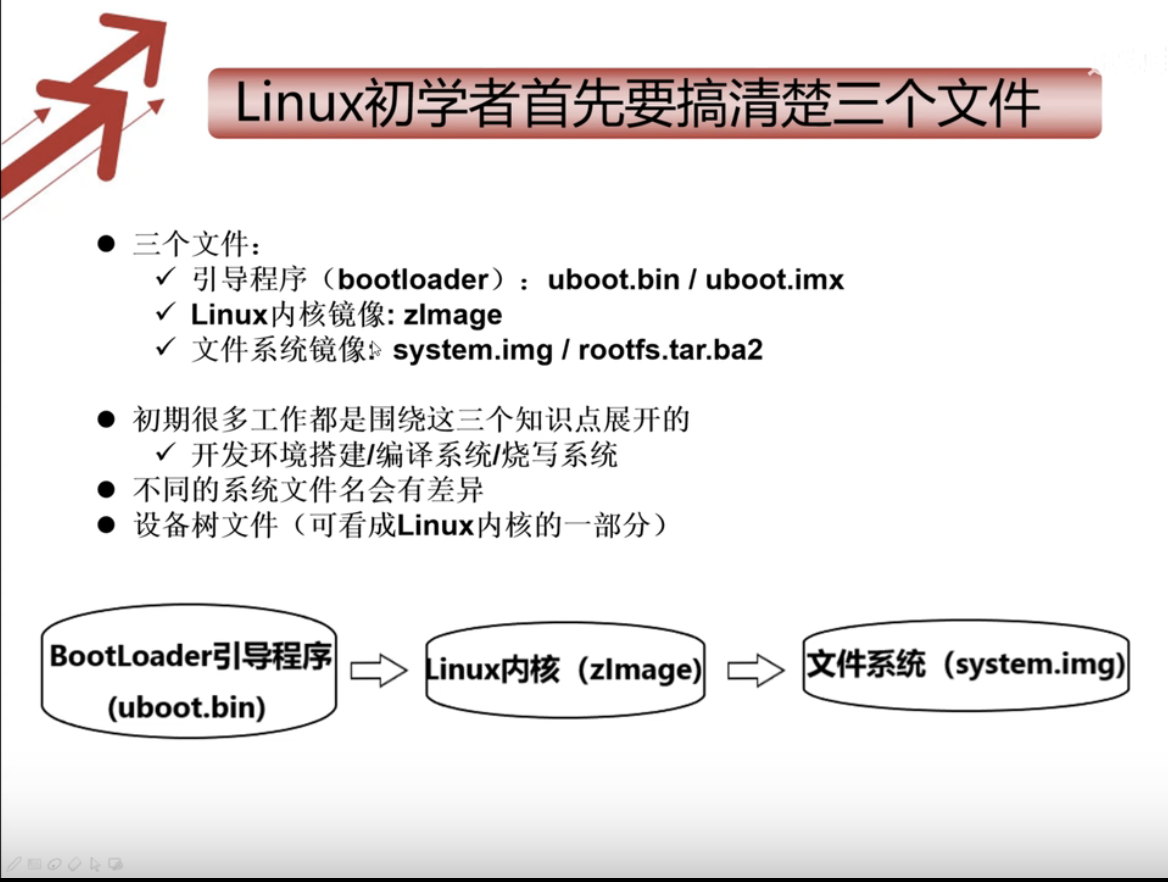 Linux初学者首先要搞清楚三个文件
● 三个文件：
✓ 引导程序（bootloader）：uboot.bin / uboot.imx
✓ Linux内核镜像: zImage
✓ 文件系统镜像: system.img / rootfs.tar.ba2
● 初期很多工作都是围绕这三个知识点展开的
✓ 开发环境搭建/编译系统/烧写系统
● 不同的系统文件名会有差异
● 设备树文件（可看成Linux内核的一部分）
BootLoader引导程序
(uboot.bin)
Linux内核（zImage)
文件系统（system.img)